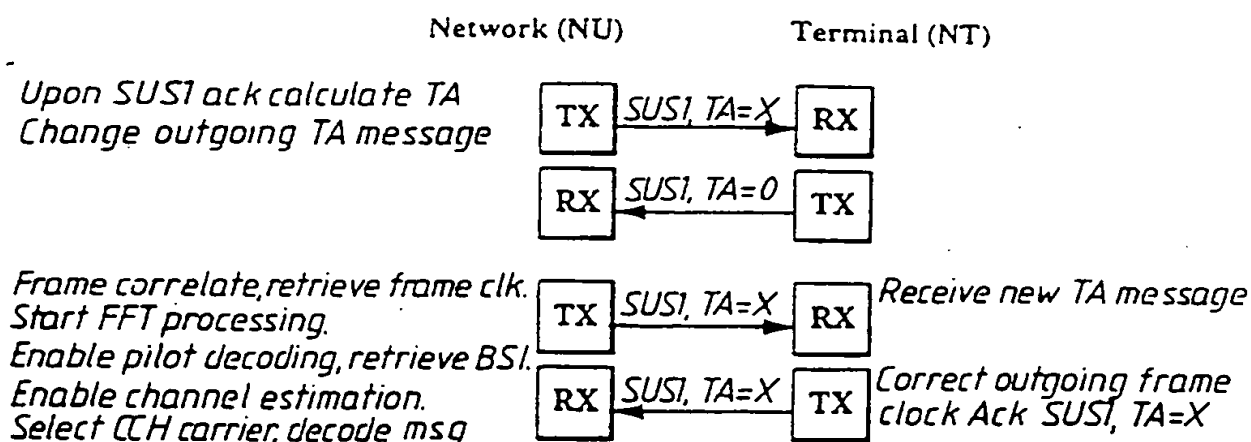 Network (NU) Terminal (NT)
Upon SUS1 ack calculate TA
Change outgoing TA message
TX SUS1, TA=X RX
RX SUS1, TA=0 TX
Frame correlate, retrieve frame clk.
Start FFT processing.
TX SUS1, TA=X RX
Receive new TA message
Enable pilot decoding, retrieve BSI.
Enable channel estimation.
Select CCH carrier, decode msg
RX SUS1, TA=X TX
Correct outgoing frame
clock Ack SUS1, TA=X